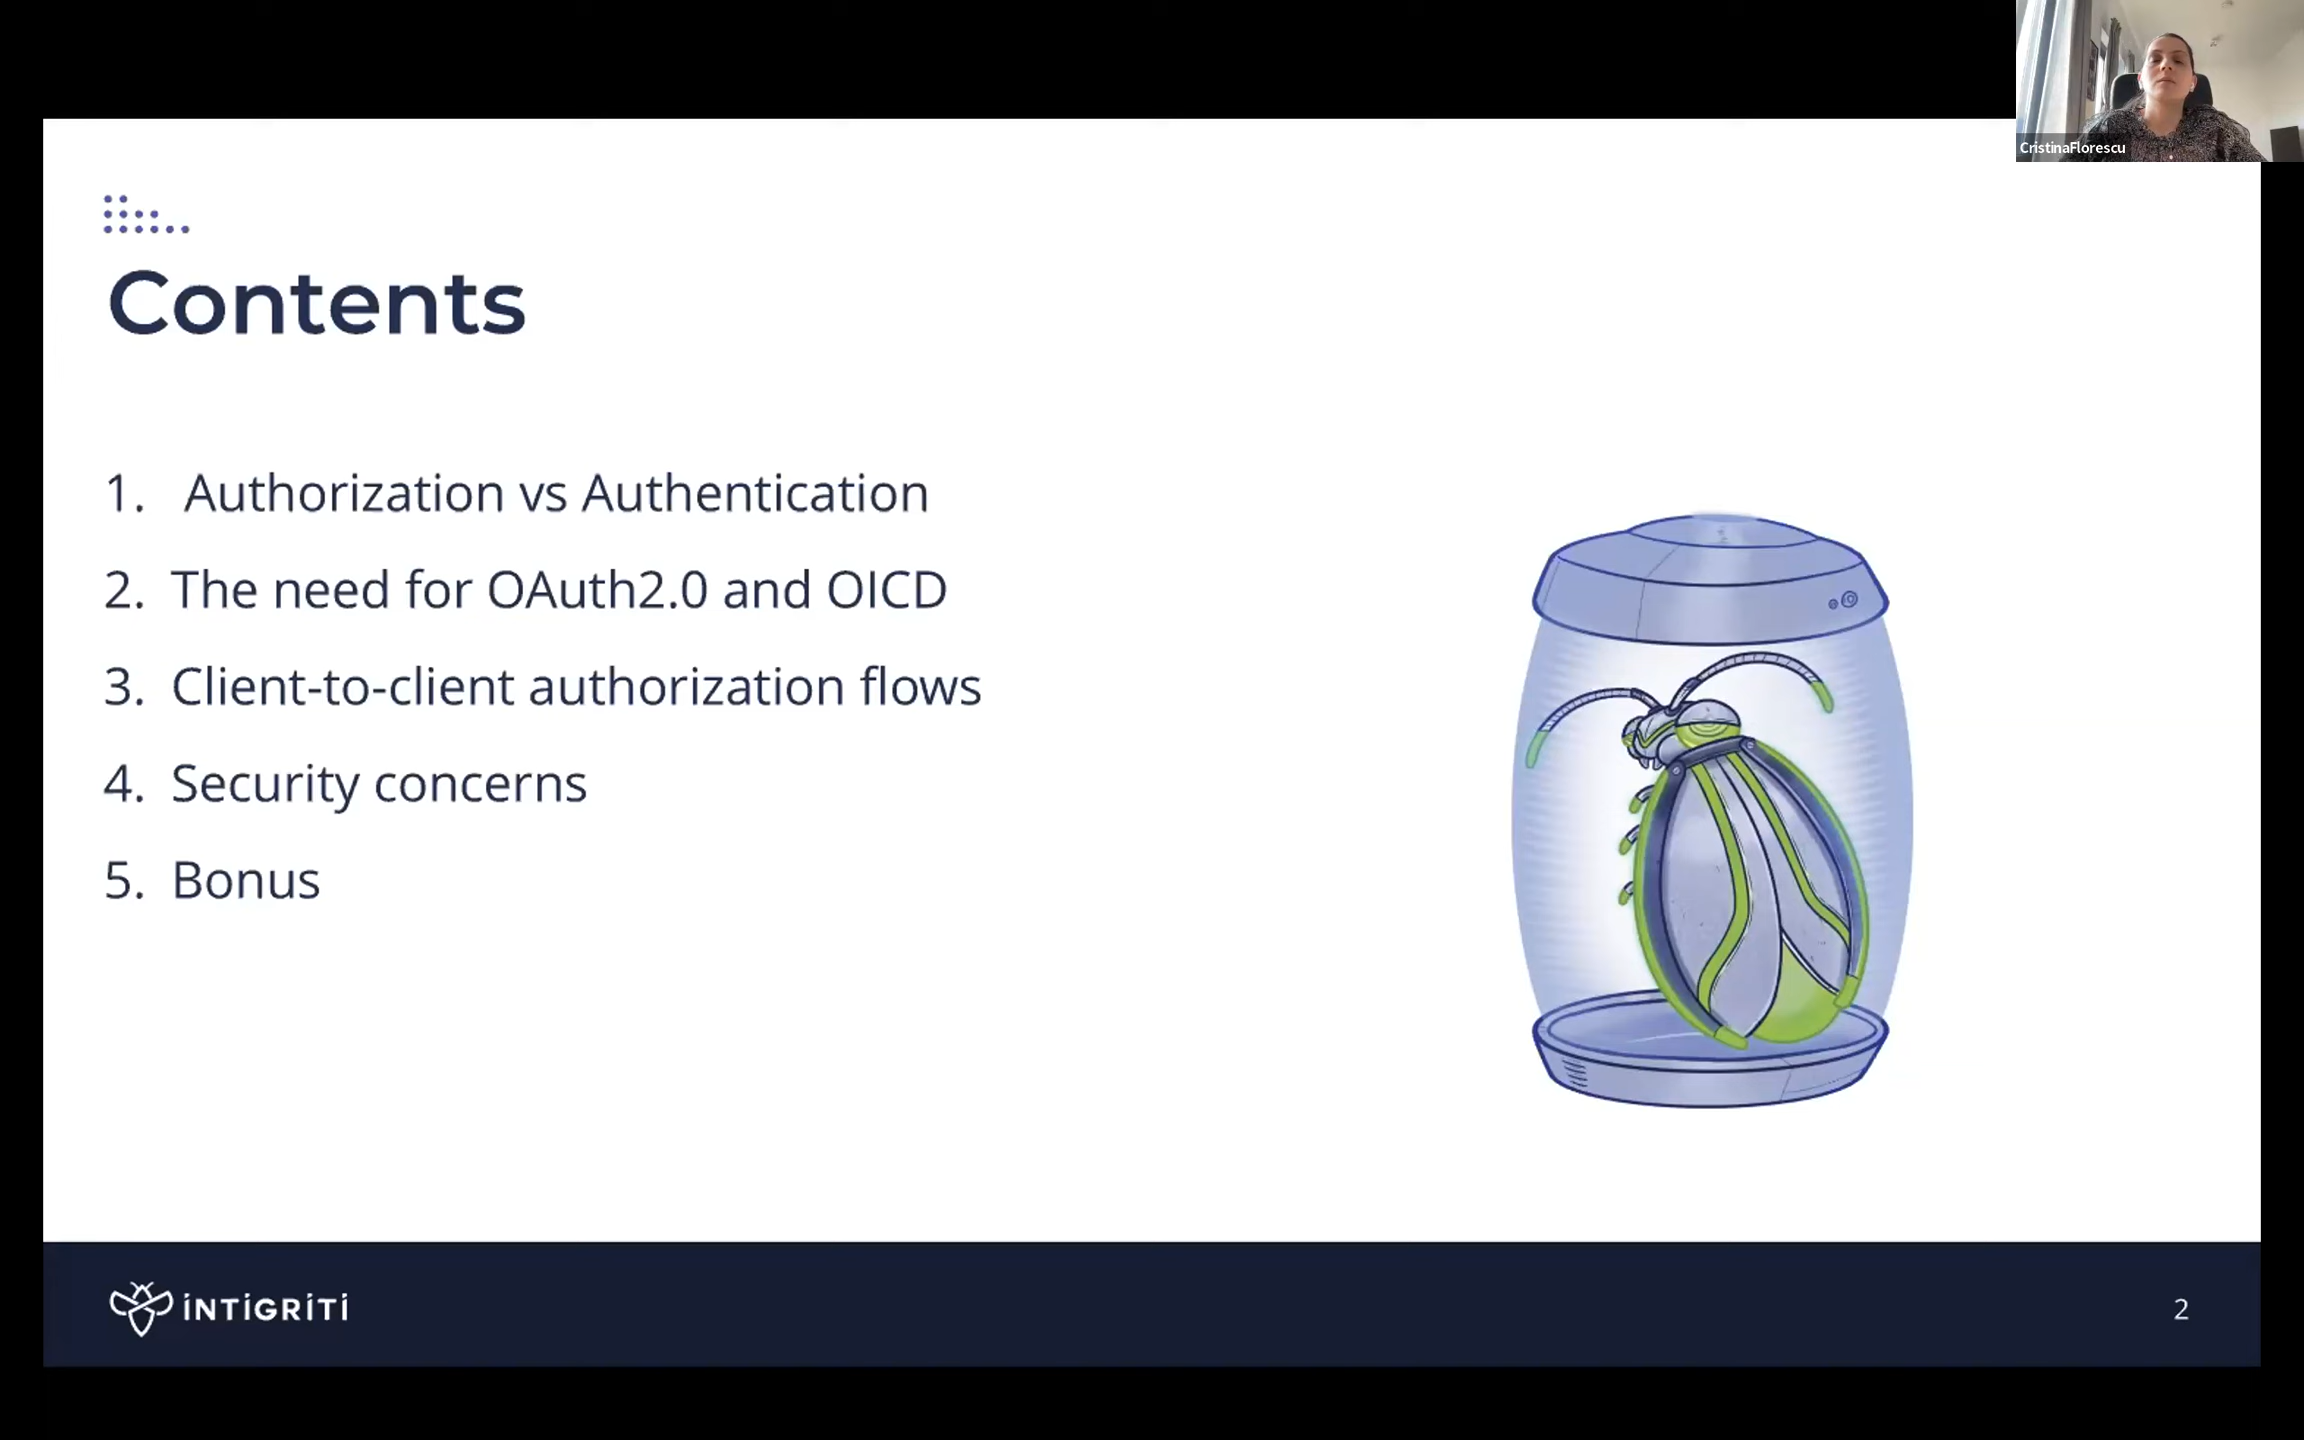 CristinaFlorescu
Contents
1. Authorization vs Authentication
2. The need for OAuth2.0 and OICD
3. Client-to-client authorization flows
4. Security concerns
5. Bonus
INTIGRITI
2